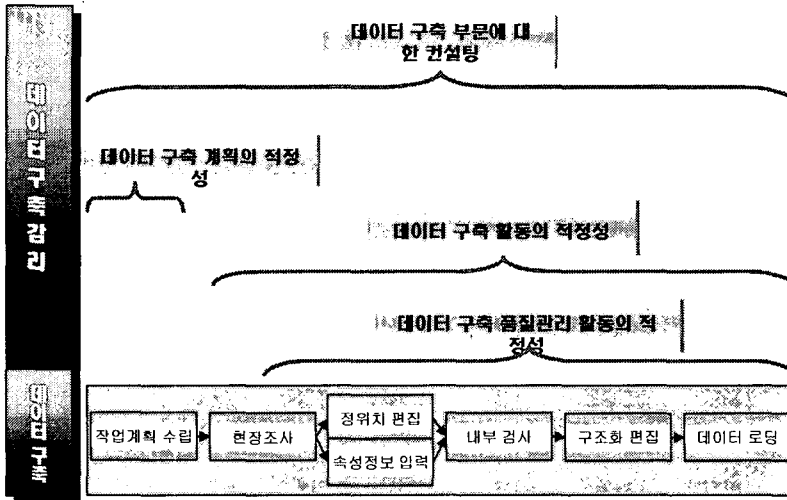 데이터 구축 부문에 대
한 컨설팅
데이터구축감리
데이터 구축 계획의 적정
성
데이터 구축 활동의 적정성
데이터 구축 품질관리 활동의 적
정성
데이터 구축
작업계획 수립
현장조사
정위치 편집
속성정보 입력
내부 검사
구조화 편집
데이터 로딩